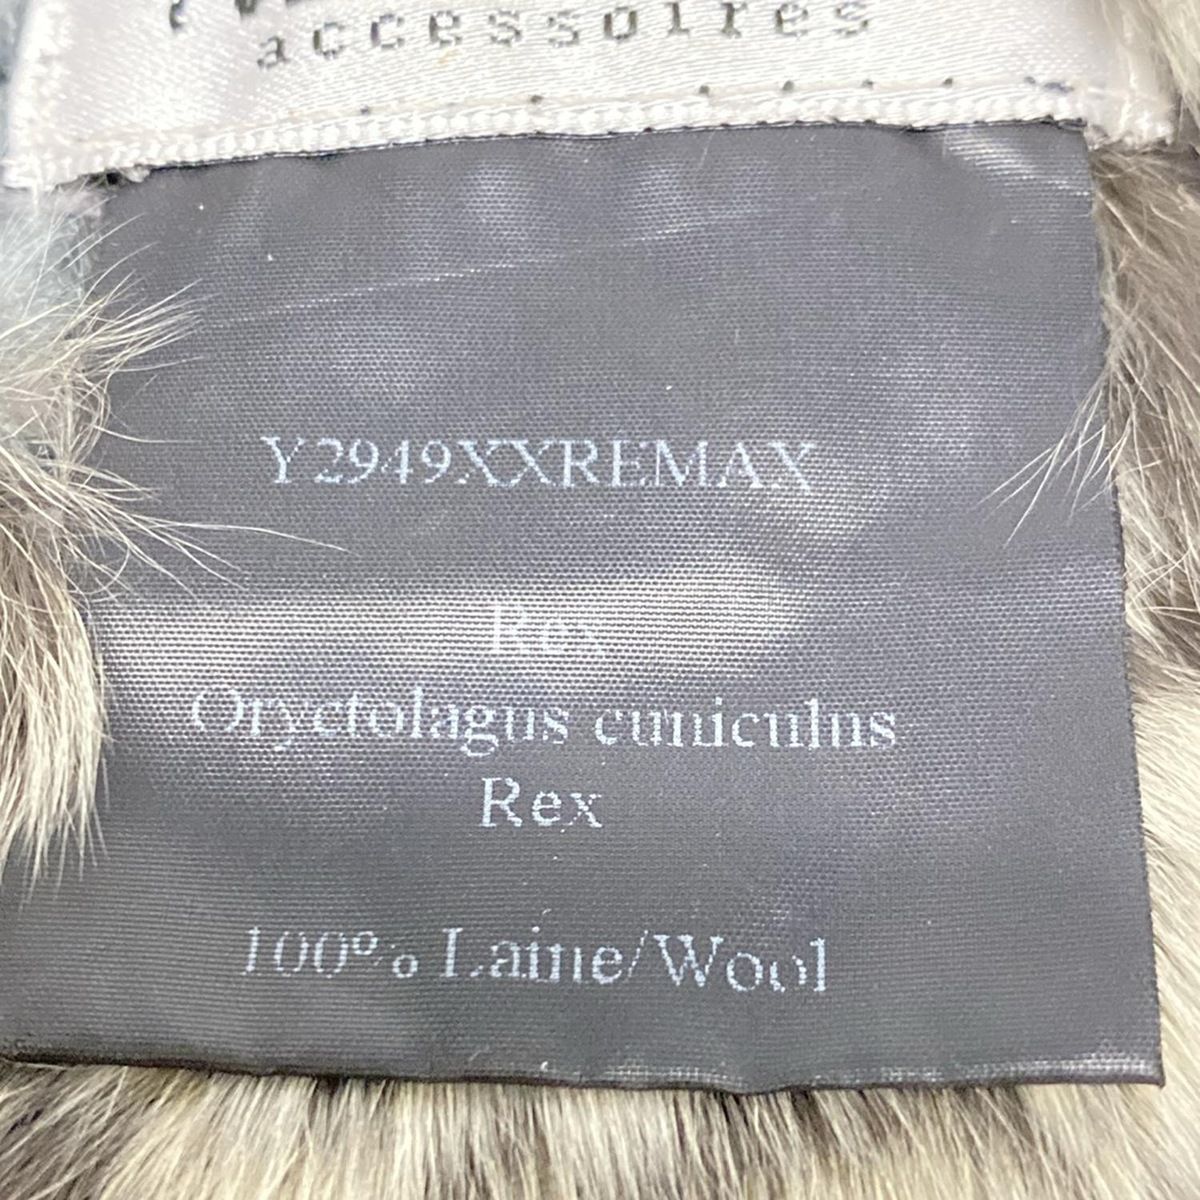 accessoires
Y2949XXREMAX
Rex
Oryctolagus cuniculus
Rex
100% Laine/Wool